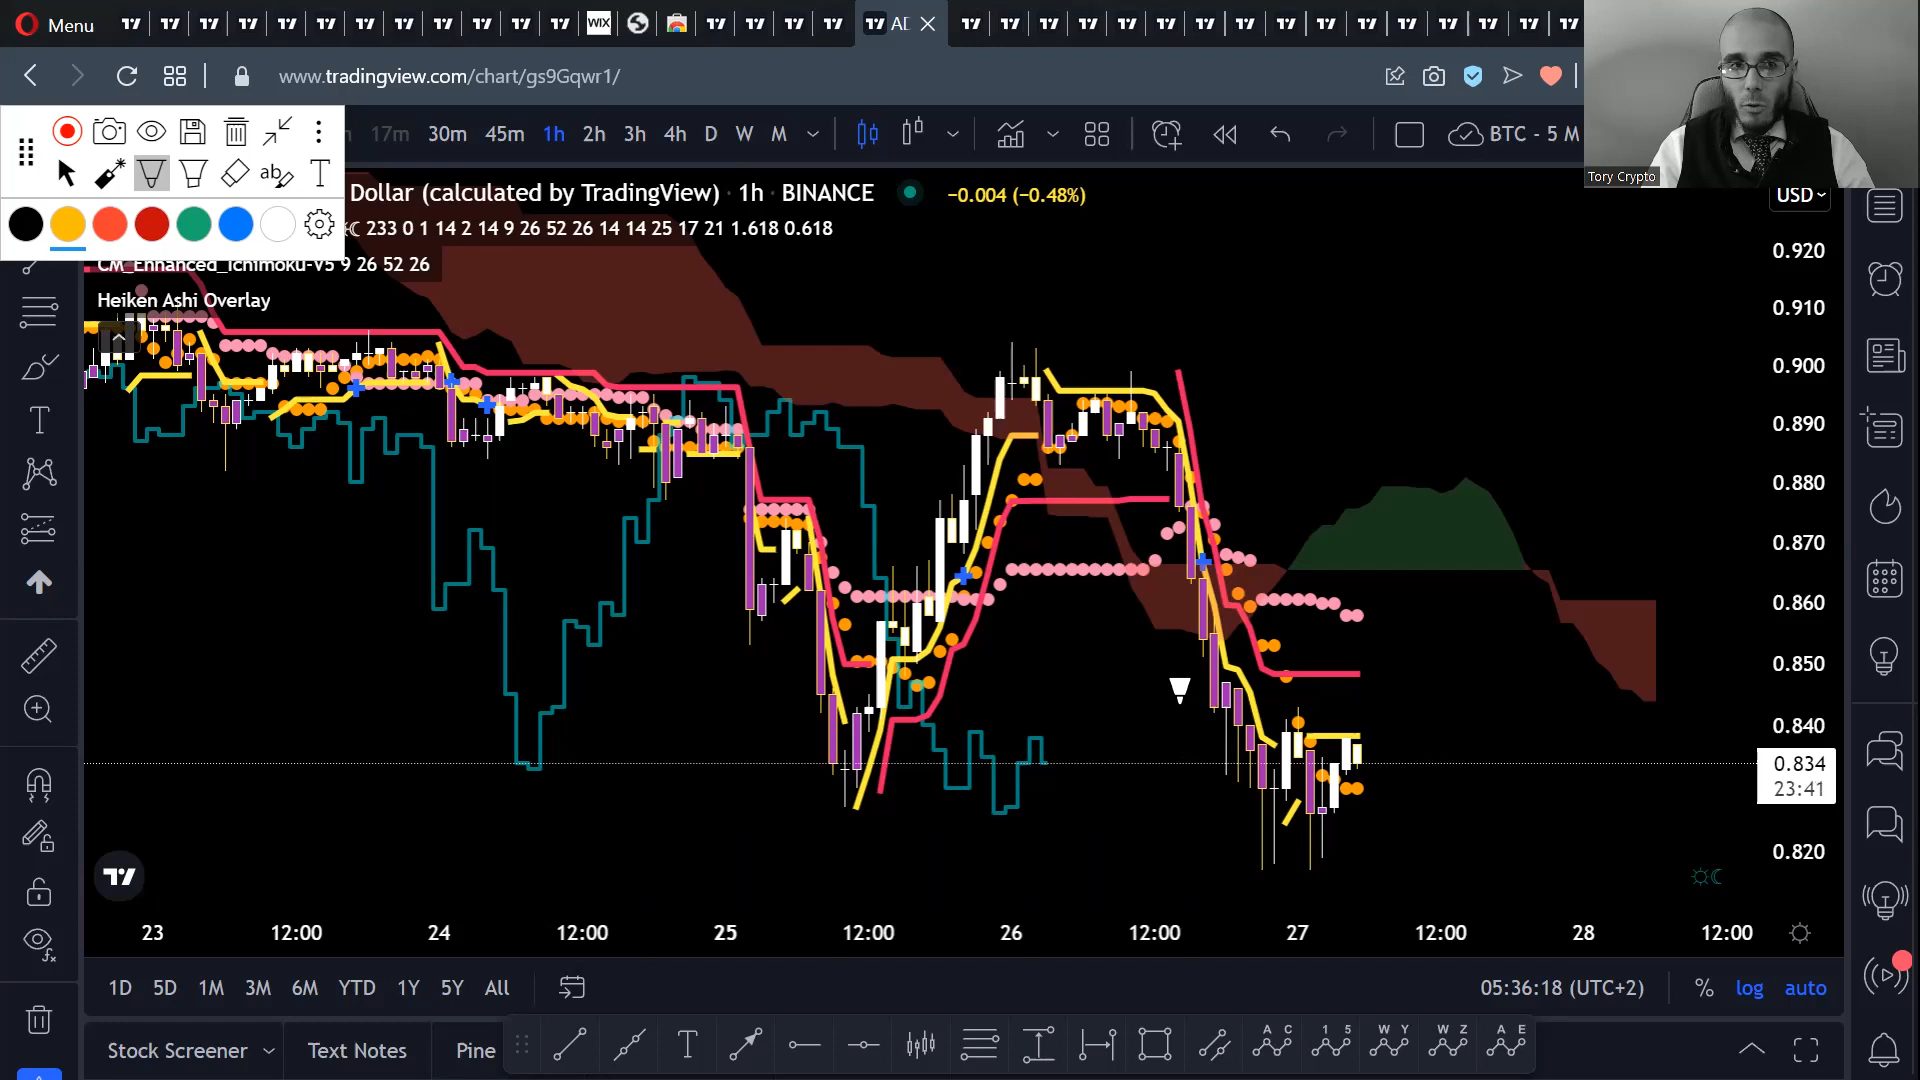 Menu
WIX
AD
www.tradingview.com/chart/gs9Gqwr1/
17m 30m 45m 1h 2h 3h 4h D W M
BTC - 5 M
Tory Crypto
Dollar (calculated by TradingView) · 1h · BINANCE −0.004 (−0.48%)
USD
233 0 1 14 2 14 9 26 52 26 14 14 25 17 21 1.618 0.618
CM_Enhanced_Ichimoku-V5 9 26 52 26
Heiken Ashi Overlay
0.920
0.910
0.900
0.890
0.880
0.870
0.860
0.850
0.840
0.834
23:41
0.820
23 12:00 24 12:00 25 12:00 26 12:00 27 12:00 28 12:00
1D 5D 1M 3M 6M YTD 1Y 5Y All
05:36:18 (UTC+2) % log auto
Stock Screener Text Notes Pine
A C 1 5 W Y W Z A E